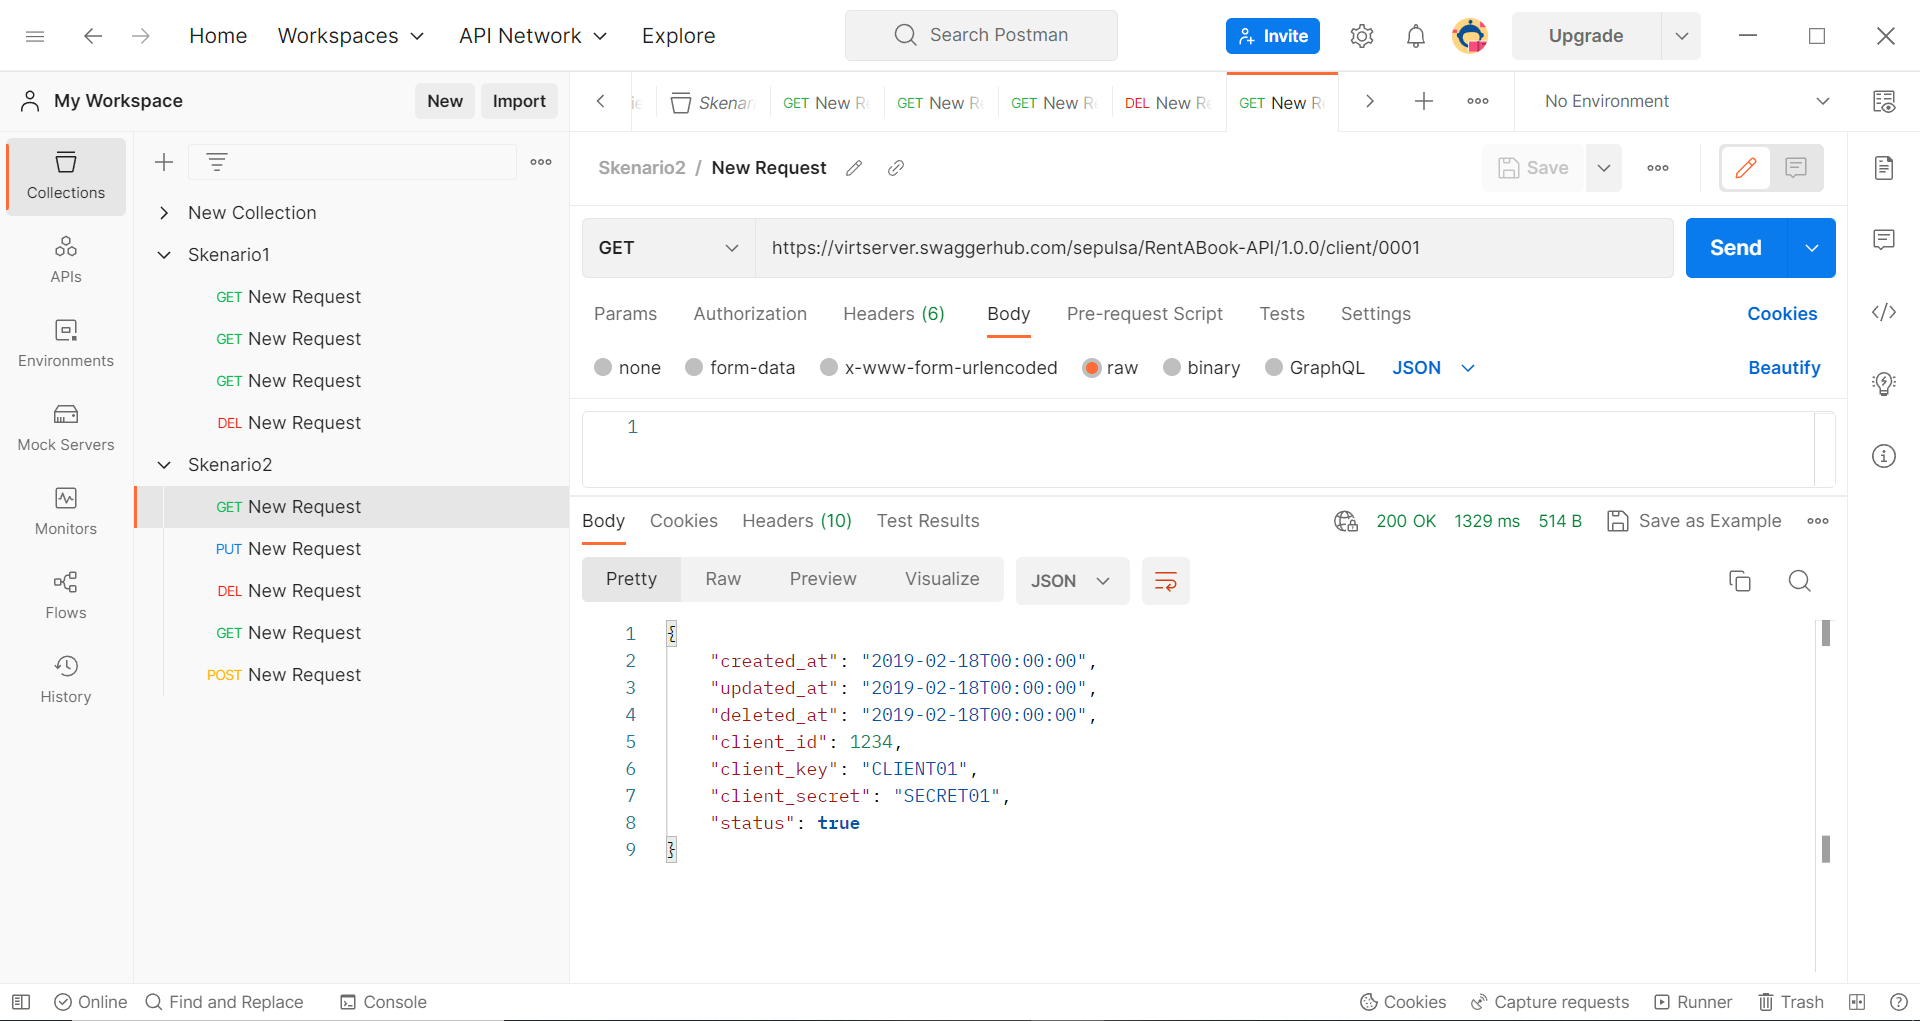 Home Workspaces API Network Explore Search Postman Invite Upgrade
My Workspace New Import
Skenar GET New R GET New R GET New R DEL New R GET New R No Environment
Collections
APIs
Environments
Mock Servers
Monitors
Flows
History
New Collection
Skenario1
GET New Request
GET New Request
GET New Request
DEL New Request
Skenario2
GET New Request
PUT New Request
DEL New Request
GET New Request
POST New Request
Skenario2 / New Request Save
GET https://virtserver.swaggerhub.com/sepulsa/RentABook-API/1.0.0/client/0001 Send
Params Authorization Headers (6) Body Pre-request Script Tests Settings Cookies
none form-data x-www-form-urlencoded raw binary GraphQL JSON Beautify
1
Body Cookies Headers (10) Test Results 200 OK 1329 ms 514 B Save as Example
Pretty Raw Preview Visualize JSON
1 {
2 "created_at": "2019-02-18T00:00:00",
3 "updated_at": "2019-02-18T00:00:00",
4 "deleted_at": "2019-02-18T00:00:00",
5 "client_id": 1234,
6 "client_key": "CLIENT01",
7 "client_secret": "SECRET01",
8 "status": true
9 }
Online Find and Replace Console Cookies Capture requests Runner Trash